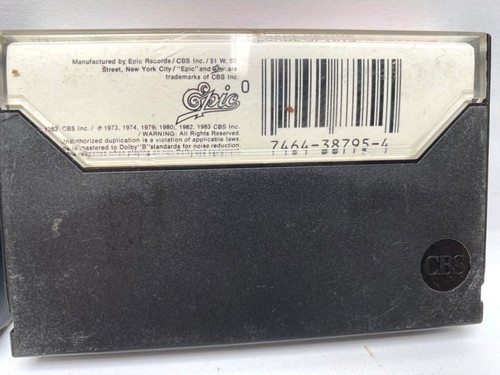 Manufactured by Epic Records / CBS Inc. / 51 W. 52
Street, New York City / "Epic" and are
trademarks of CBS Inc.
Epic
0
1983 CBS Inc. / ℗ 1973, 1974, 1979, 1980, 1982, 1983 CBS Inc.
/ WARNING: All Rights Reserved.
Unauthorized duplication is a violation of applicable laws.
is mastered to Dolby "B" standards for noise reduction.
7464-38795-4
CBS